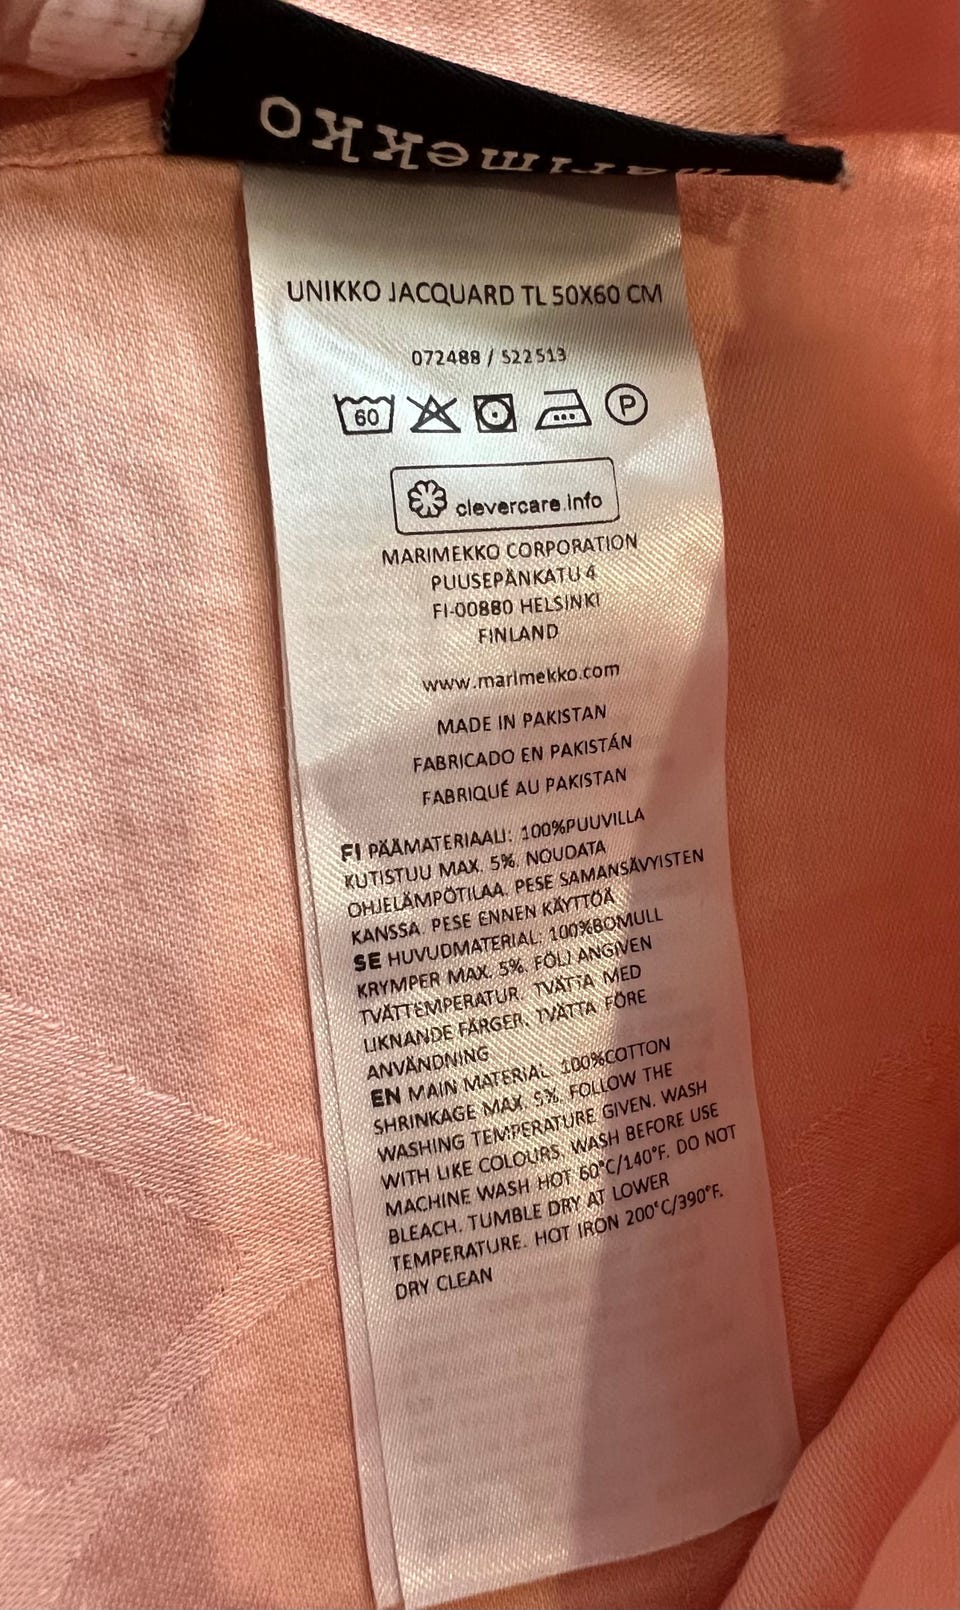 marimekko
UNIKKO JACQUARD TL 50X60 CM
072488 / 522513
60 P
clevercare.info
MARIMEKKO CORPORATION
PUUSEPÄNKATU 4
FI-00880 HELSINKI
FINLAND
www.marimekko.com
MADE IN PAKISTAN
FABRICADO EN PAKISTÁN
FABRIQUÉ AU PAKISTAN
FI PÄÄMATERIAALI: 100%PUUVILLA
KUTISTUU MAX. 5%. NOUDATA
OHJELÄMPÖTILAA. PESE SAMANSÄVYISTEN
KANSSA. PESE ENNEN KÄYTTÖÄ
SE HUVUDMATERIAL: 100%BOMULL
KRYMPER MAX. 5%. FÖLJ ANGIVEN
TVÄTTEMPERATUR. TVÄTTA MED
LIKNANDE FÄRGER. TVÄTTA FÖRE
ANVÄNDNING
EN MAIN MATERIAL: 100%COTTON
SHRINKAGE MAX. 5%. FOLLOW THE
WASHING TEMPERATURE GIVEN. WASH
WITH LIKE COLOURS. WASH BEFORE USE
MACHINE WASH HOT 60°C/140°F. DO NOT
BLEACH. TUMBLE DRY AT LOWER
TEMPERATURE. HOT IRON 200°C/390°F.
DRY CLEAN